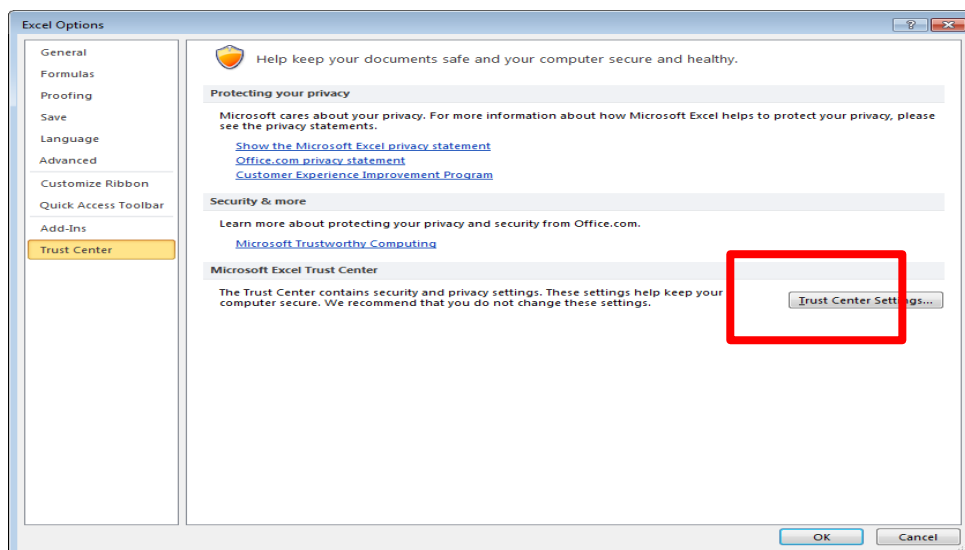 Excel Options
General
Formulas
Proofing
Save
Language
Advanced
Customize Ribbon
Quick Access Toolbar
Add-Ins
Trust Center
Help keep your documents safe and your computer secure and healthy.
Protecting your privacy
Microsoft cares about your privacy. For more information about how Microsoft Excel helps to protect your privacy, please
see the privacy statements.
Show the Microsoft Excel privacy statement
Office.com privacy statement
Customer Experience Improvement Program
Security & more
Learn more about protecting your privacy and security from Office.com.
Microsoft Trustworthy Computing
Microsoft Excel Trust Center
The Trust Center contains security and privacy settings. These settings help keep your
computer secure. We recommend that you do not change these settings.
Trust Center Settings...
OK
Cancel